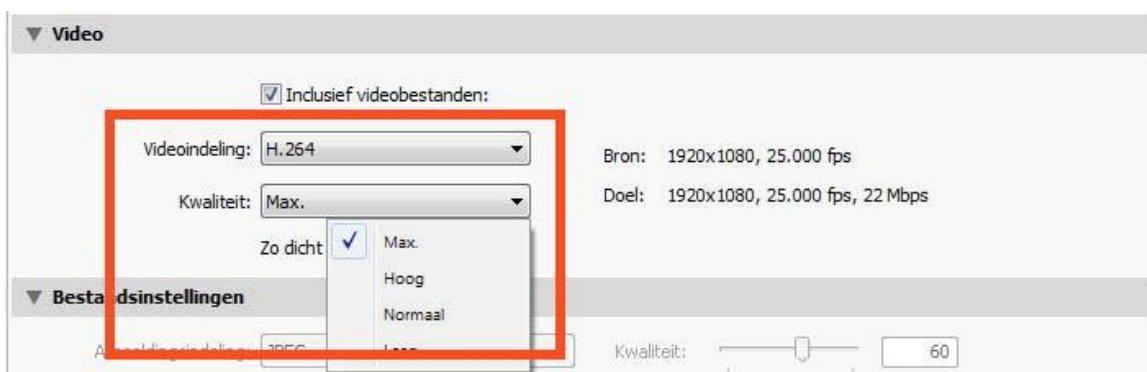 Video
Inclusief videobestanden:
Videoindeling: H.264
Bron: 1920x1080, 25.000 fps
Kwaliteit: Max.
Doel: 1920x1080, 25.000 fps, 22 Mbps
Zo dicht
Max.
Hoog
Normaal
Bestandsinstellingen
Kwaliteit: 60